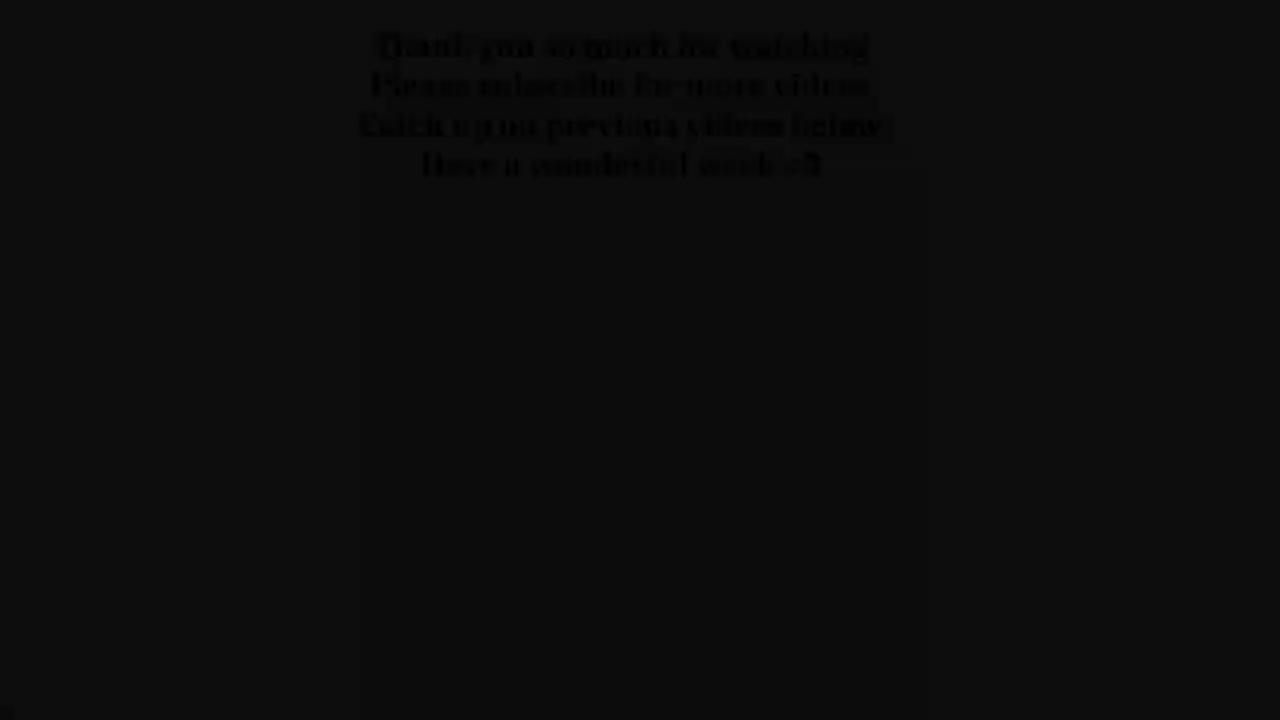 Thank you so much for watching
Please subscribe for more videos
Catch up on previous videos below
Have a wonderful week <3